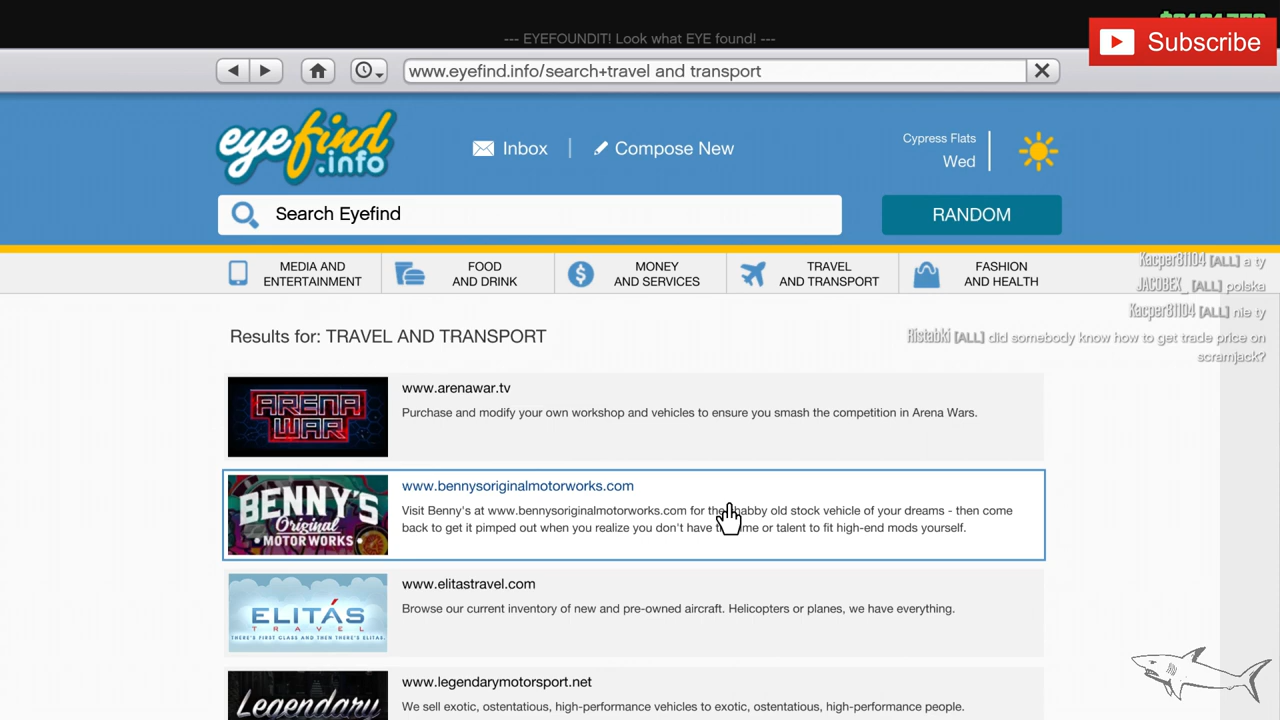 --- EYEFOUNDIT! Look what EYE found! ---
Subscribe
www.eyefind.info/search+travel and transport
eyefind
.info
Inbox
Compose New
Cypress Flats
Wed
Search Eyefind
RANDOM
MEDIA AND
ENTERTAINMENT
FOOD
AND DRINK
MONEY
AND SERVICES
TRAVEL
AND TRANSPORT
FASHION
AND HEALTH
Kacper81104 [ALL] a ty
JACOBEX_ [ALL] polska
Kacper81104 [ALL] nie ty
Ristabki [ALL] did somebody know how to get trade price on
scramjack?
Results for: TRAVEL AND TRANSPORT
ARENA
WAR
www.arenawar.tv
Purchase and modify your own workshop and vehicles to ensure you smash the competition in Arena Wars.
BENNY'S
Original
MOTOR WORKS
www.bennysoriginalmotorworks.com
Visit Benny's at www.bennysoriginalmotorworks.com for the shabby old stock vehicle of your dreams - then come
back to get it pimped out when you realize you don't have time or talent to fit high-end mods yourself.
ELITÁS
TRAVEL
THERE'S FIRST CLASS AND THEN THERE'S ELITAS.
www.elitastravel.com
Browse our current inventory of new and pre-owned aircraft. Helicopters or planes, we have everything.
Legendary
www.legendarymotorsport.net
We sell exotic, ostentatious, high-performance vehicles to exotic, ostentatious, high-performance people.